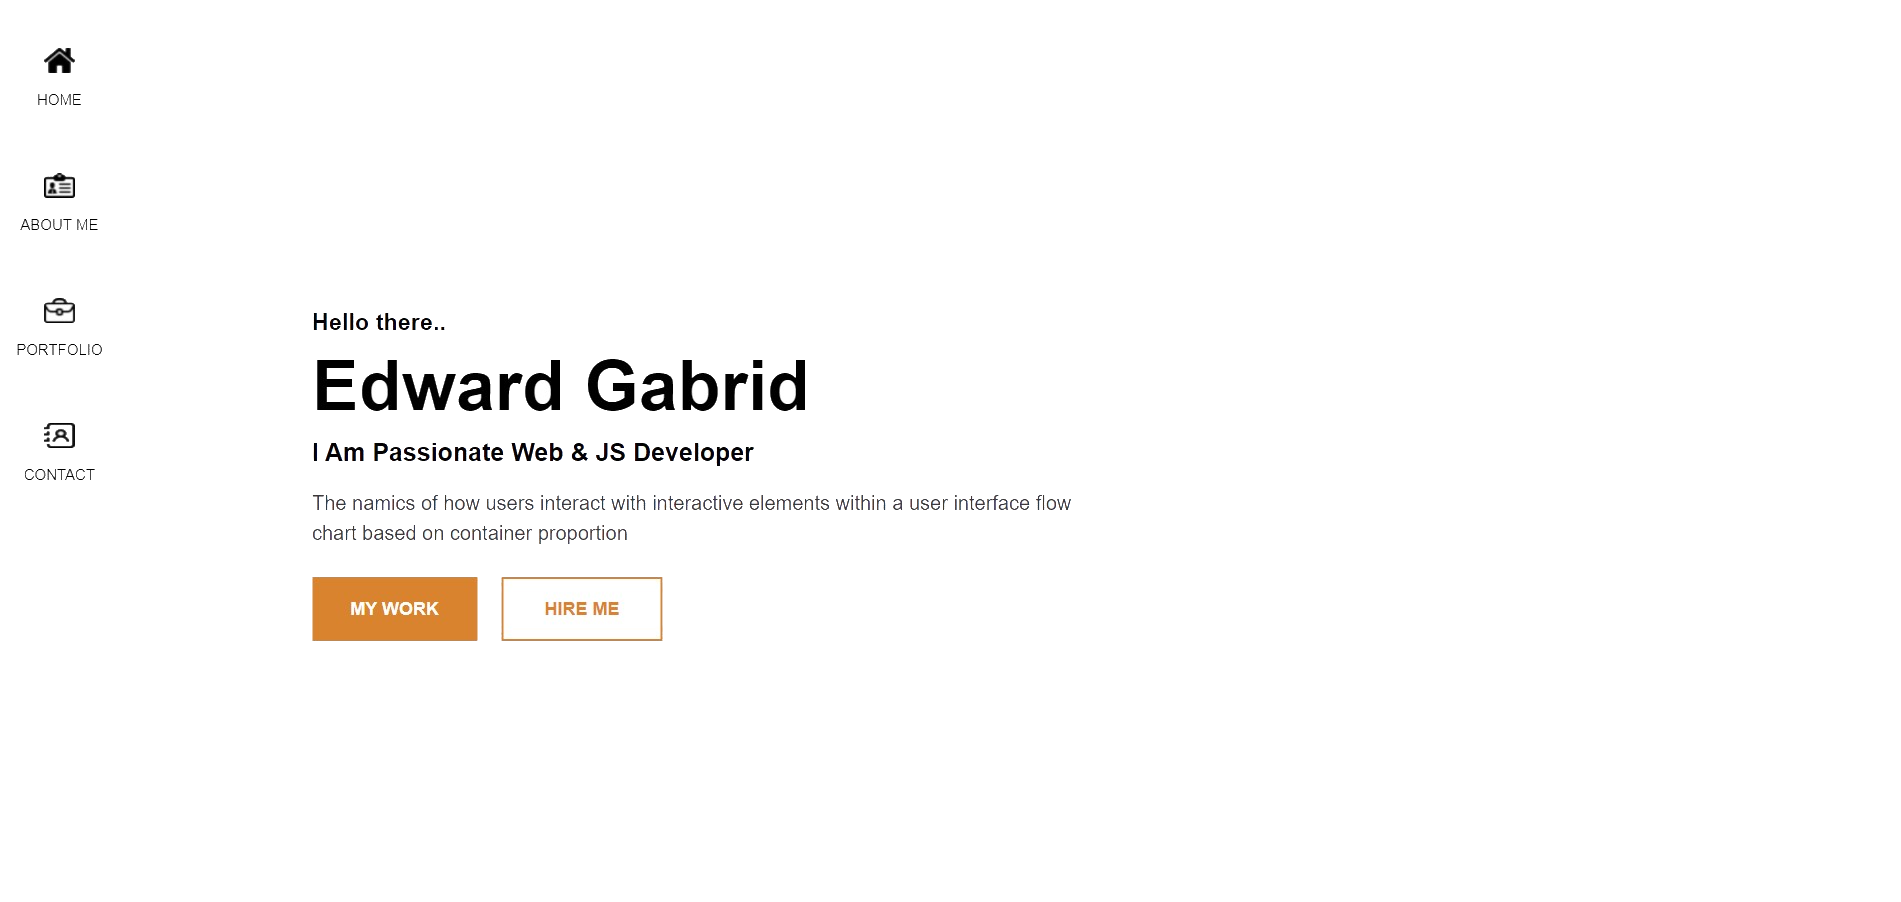 HOME
ABOUT ME
PORTFOLIO
CONTACT
Hello there..
Edward Gabrid
I Am Passionate Web & JS Developer
The namics of how users interact with interactive elements within a user interface flow
chart based on container proportion
MY WORK
HIRE ME